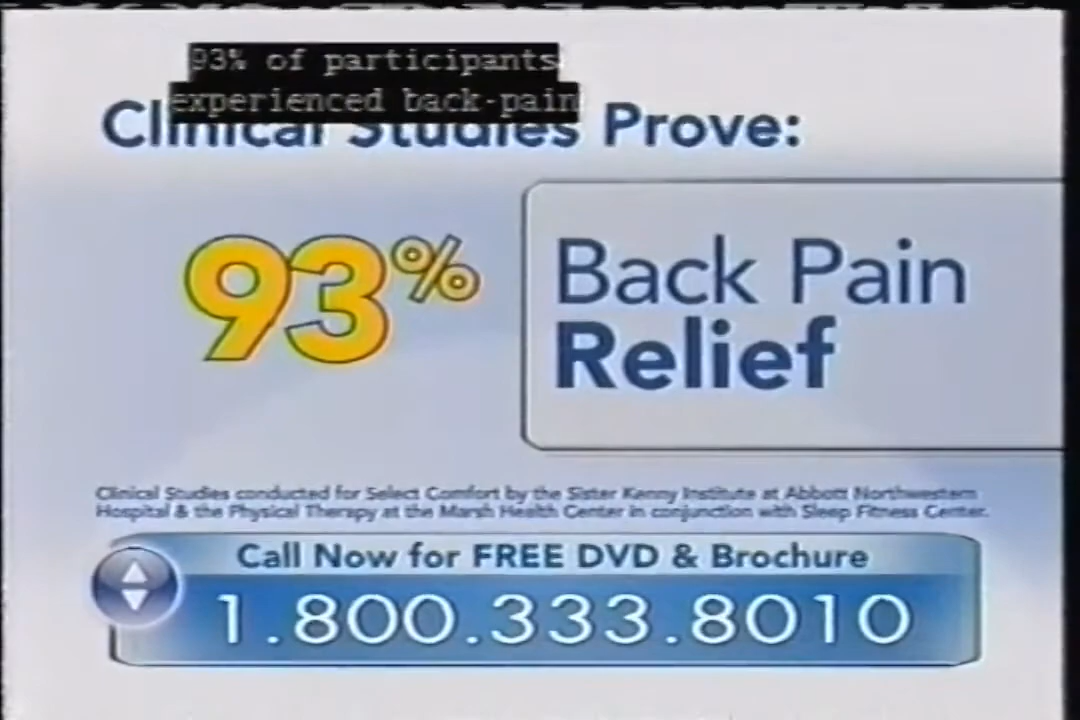 93% of participants
experienced back-pain
Clinical Studies Prove:
93%
Back Pain
Relief
Clinical Studies conducted for Select Comfort by the Sister Kenny Institute at Abbott Northwestern
Hospital & the Physical Therapy at the Marsh Health Center in conjunction with Sleep Fitness Center.
Call Now for FREE DVD & Brochure
1.800.333.8010